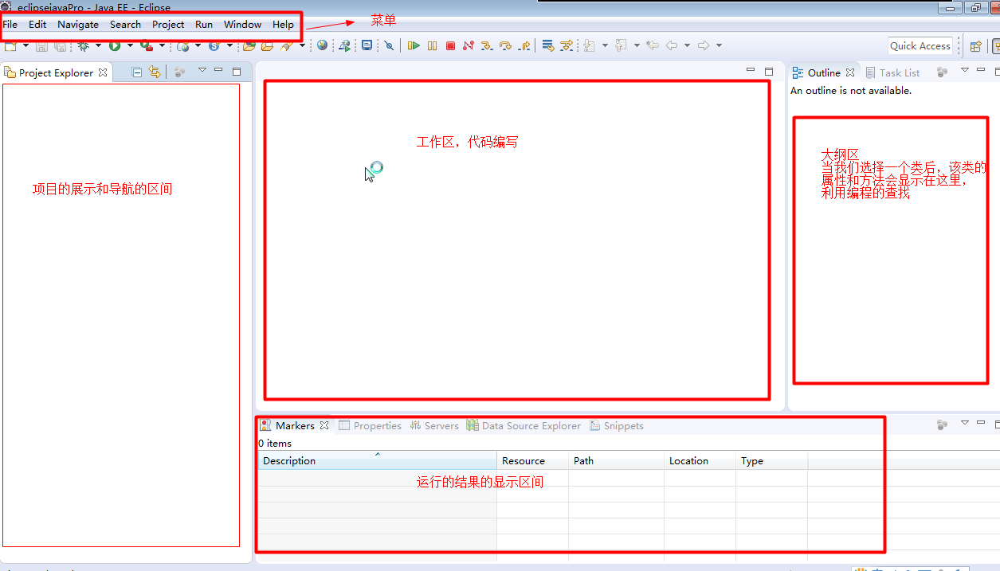 eclipsejavaPro - Java EE - Eclipse
File Edit Navigate Search Project Run Window Help
菜单
Quick Access
Project Explorer
Outline Task List
An outline is not available.
工作区，代码编写
大纲区
当我们选择一个类后，该类的
属性和方法会显示在这里，
利用编程的查找
项目的展示和导航的区间
Markers Properties Servers Data Source Explorer Snippets
0 items
Description Resource Path Location Type
运行的结果的显示区间